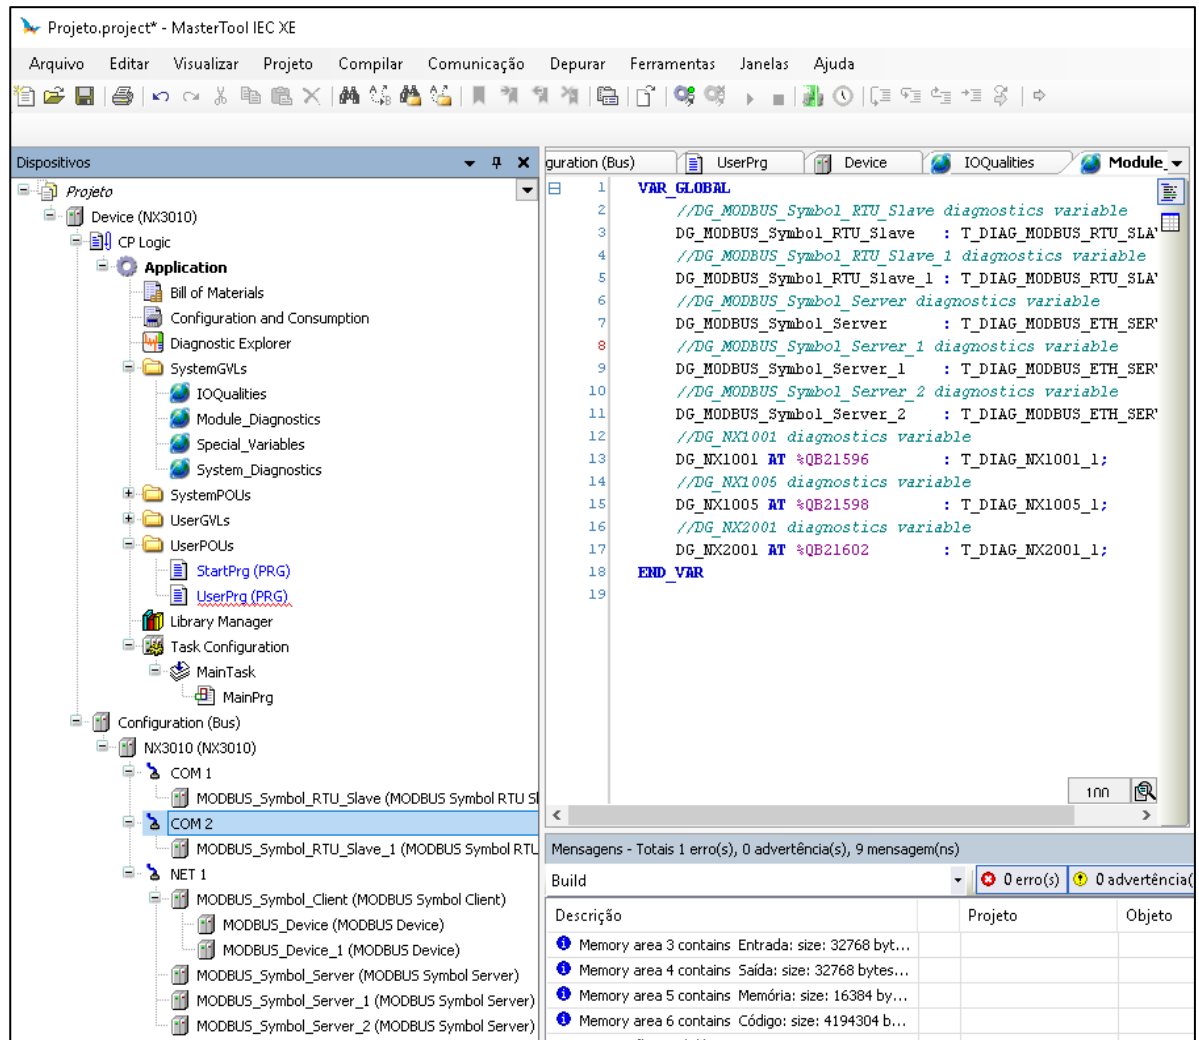 Projeto.project* - MasterTool IEC XE
Arquivo Editar Visualizar Projeto Compilar Comunicação Depurar Ferramentas Janelas Ajuda
Dispositivos
Projeto
Device (NX3010)
CP Logic
Application
Bill of Materials
Configuration and Consumption
Diagnostic Explorer
SystemGVLs
IOQualities
Module_Diagnostics
Special_Variables
System_Diagnostics
SystemPOUs
UserGVLs
UserPOUs
StartPrg (PRG)
UserPrg (PRG)
Library Manager
Task Configuration
MainTask
MainPrg
Configuration (Bus)
NX3010 (NX3010)
COM 1
MODBUS_Symbol_RTU_Slave (MODBUS Symbol RTU Sl
COM 2
MODBUS_Symbol_RTU_Slave_1 (MODBUS Symbol RTU
NET 1
MODBUS_Symbol_Client (MODBUS Symbol Client)
MODBUS_Device (MODBUS Device)
MODBUS_Device_1 (MODBUS Device)
MODBUS_Symbol_Server (MODBUS Symbol Server)
MODBUS_Symbol_Server_1 (MODBUS Symbol Server)
MODBUS_Symbol_Server_2 (MODBUS Symbol Server)
guration (Bus) UserPrg Device IOQualities Module_
1 VAR_GLOBAL
2 //DG_MODBUS_Symbol_RTU_Slave diagnostics variable
3 DG_MODBUS_Symbol_RTU_Slave : T_DIAG_MODBUS_RTU_SLA
4 //DG_MODBUS_Symbol_RTU_Slave_1 diagnostics variable
5 DG_MODBUS_Symbol_RTU_Slave_1 : T_DIAG_MODBUS_RTU_SLA
6 //DG_MODBUS_Symbol_Server diagnostics variable
7 DG_MODBUS_Symbol_Server : T_DIAG_MODBUS_ETH_SER
8 //DG_MODBUS_Symbol_Server_1 diagnostics variable
9 DG_MODBUS_Symbol_Server_1 : T_DIAG_MODBUS_ETH_SER
10 //DG_MODBUS_Symbol_Server_2 diagnostics variable
11 DG_MODBUS_Symbol_Server_2 : T_DIAG_MODBUS_ETH_SER
12 //DG_NX1001 diagnostics variable
13 DG_NX1001 AT %QB21596 : T_DIAG_NX1001_1;
14 //DG_NX1005 diagnostics variable
15 DG_NX1005 AT %QB21598 : T_DIAG_NX1005_1;
16 //DG_NX2001 diagnostics variable
17 DG_NX2001 AT %QB21602 : T_DIAG_NX2001_1;
18 END_VAR
19
100
Mensagens - Totais 1 erro(s), 0 advertência(s), 9 mensagem(ns)
Build 0 erro(s) 0 advertência(
Descrição Projeto Objeto
Memory area 3 contains Entrada: size: 32768 byt...
Memory area 4 contains Saída: size: 32768 bytes...
Memory area 5 contains Memória: size: 16384 by...
Memory area 6 contains Código: size: 4194304 b...